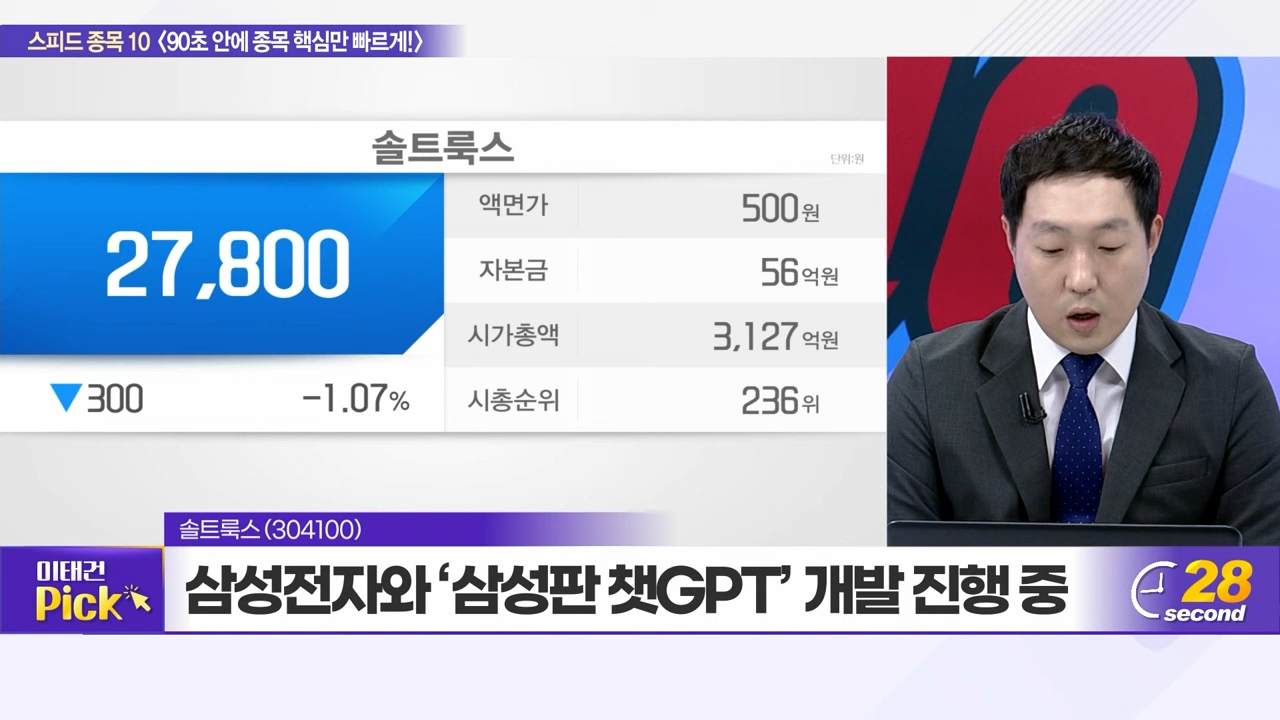 스피드 종목 10 〈90초 안에 종목 핵심만 빠르게!〉
솔트룩스
단위:원
27,800
▼300 -1.07%
액면가 500원
자본금 56억원
시가총액 3,127억원
시총순위 236위
솔트룩스 (304100)
이태건
Pick
삼성전자와 ‘삼성판 챗GPT’ 개발 진행 중
28
second